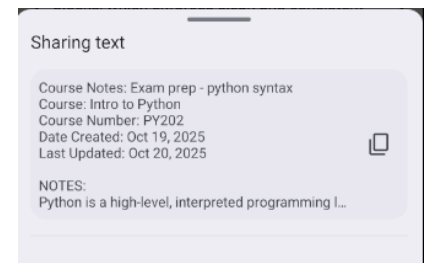 Sharing text
Course Notes: Exam prep - python syntax
Course: Intro to Python
Course Number: PY202
Date Created: Oct 19, 2025
Last Updated: Oct 20, 2025
NOTES:
Python is a high-level, interpreted programming l...